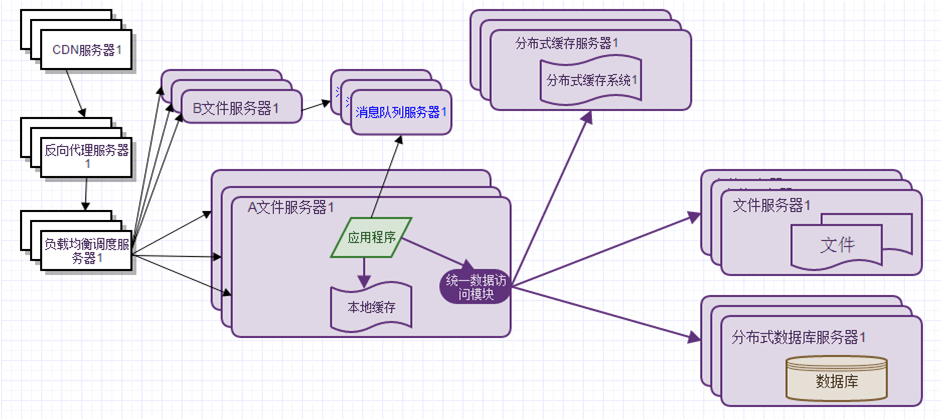 CDN服务器1
反向代理服务器
1
负载均衡调度服
务器1
B文件服务器1
消息队列服务器1
分布式缓存服务器1
分布式缓存系统1
A文件服务器1
应用程序
本地缓存
统一数据访
问模块
文件服务器1
文件
分布式数据库服务器1
数据库